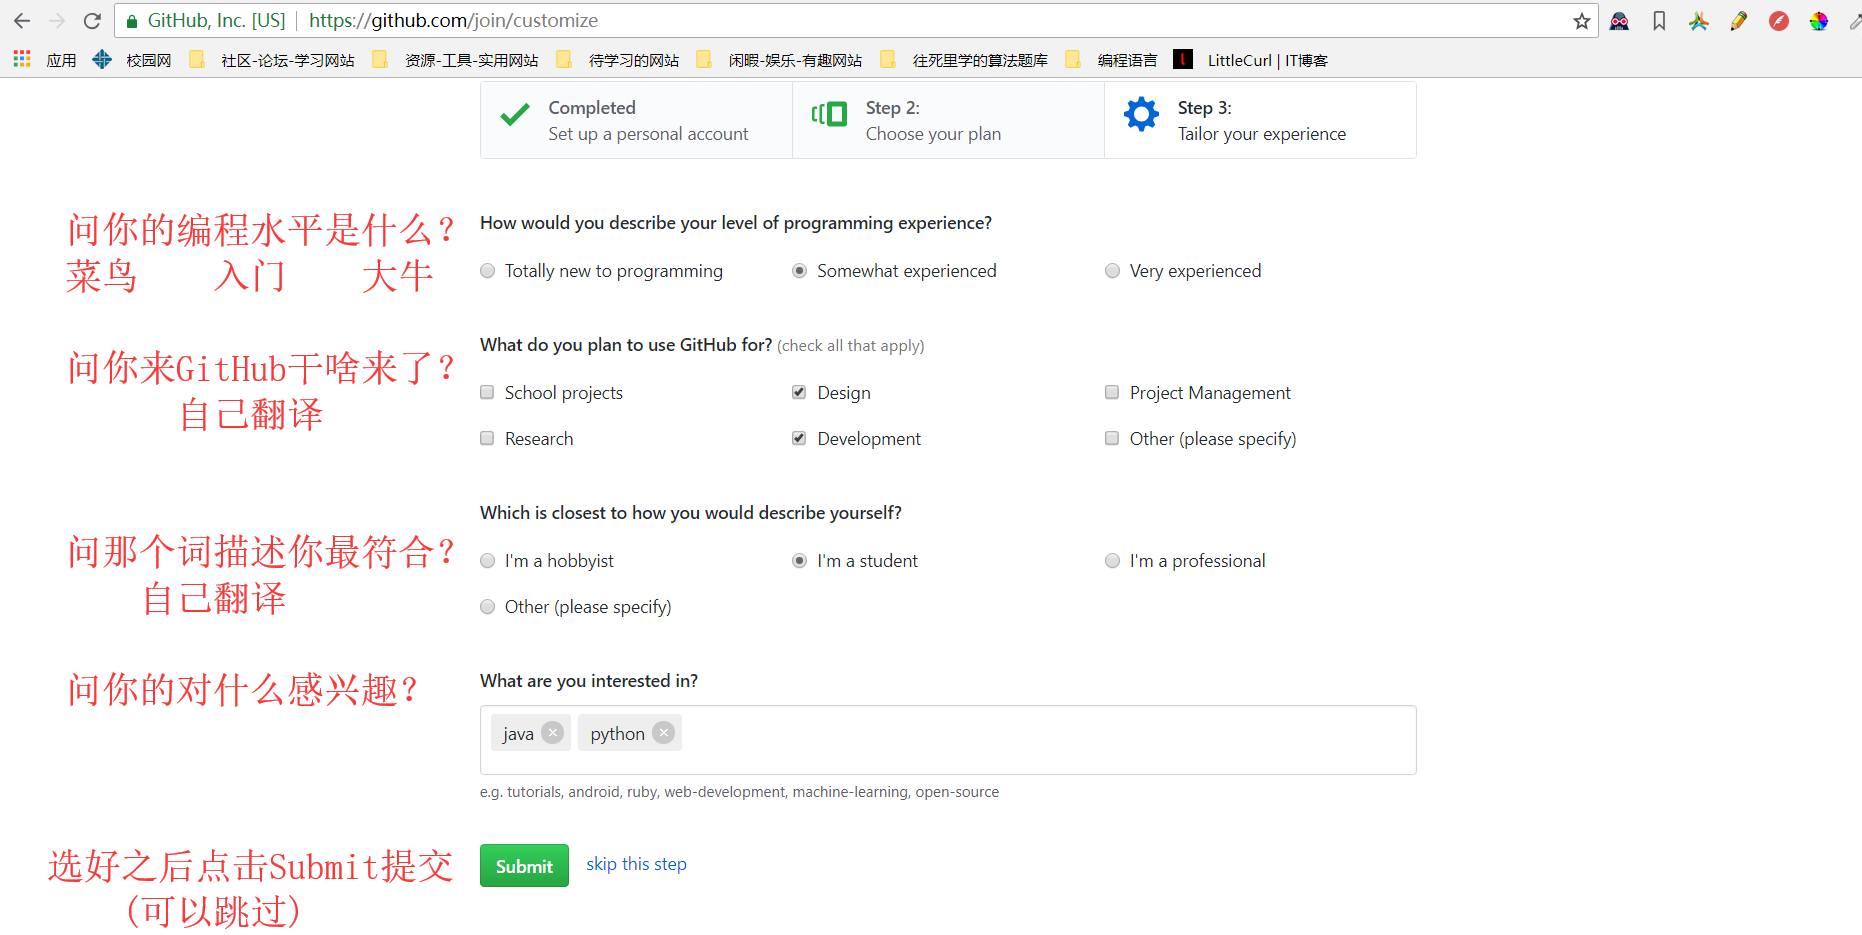 GitHub, Inc. [US] https://github.com/join/customize
应用 校园网 社区-论坛-学习网站 资源-工具-实用网站 待学习的网站 闲暇-娱乐-有趣网站 往死里学的算法题库 编程语言 LittleCurl | IT博客
Completed
Set up a personal account
Step 2:
Choose your plan
Step 3:
Tailor your experience
问你的编程水平是什么？
菜鸟 入门 大牛
How would you describe your level of programming experience?
Totally new to programming Somewhat experienced Very experienced
问你来GitHub干啥来了？
自己翻译
What do you plan to use GitHub for? (check all that apply)
School projects Design Project Management
Research Development Other (please specify)
问那个词描述你最符合？
自己翻译
Which is closest to how you would describe yourself?
I'm a hobbyist I'm a student I'm a professional
Other (please specify)
问你的对什么感兴趣？
What are you interested in?
java python
e.g. tutorials, android, ruby, web-development, machine-learning, open-source
选好之后点击Submit提交
(可以跳过)
Submit skip this step